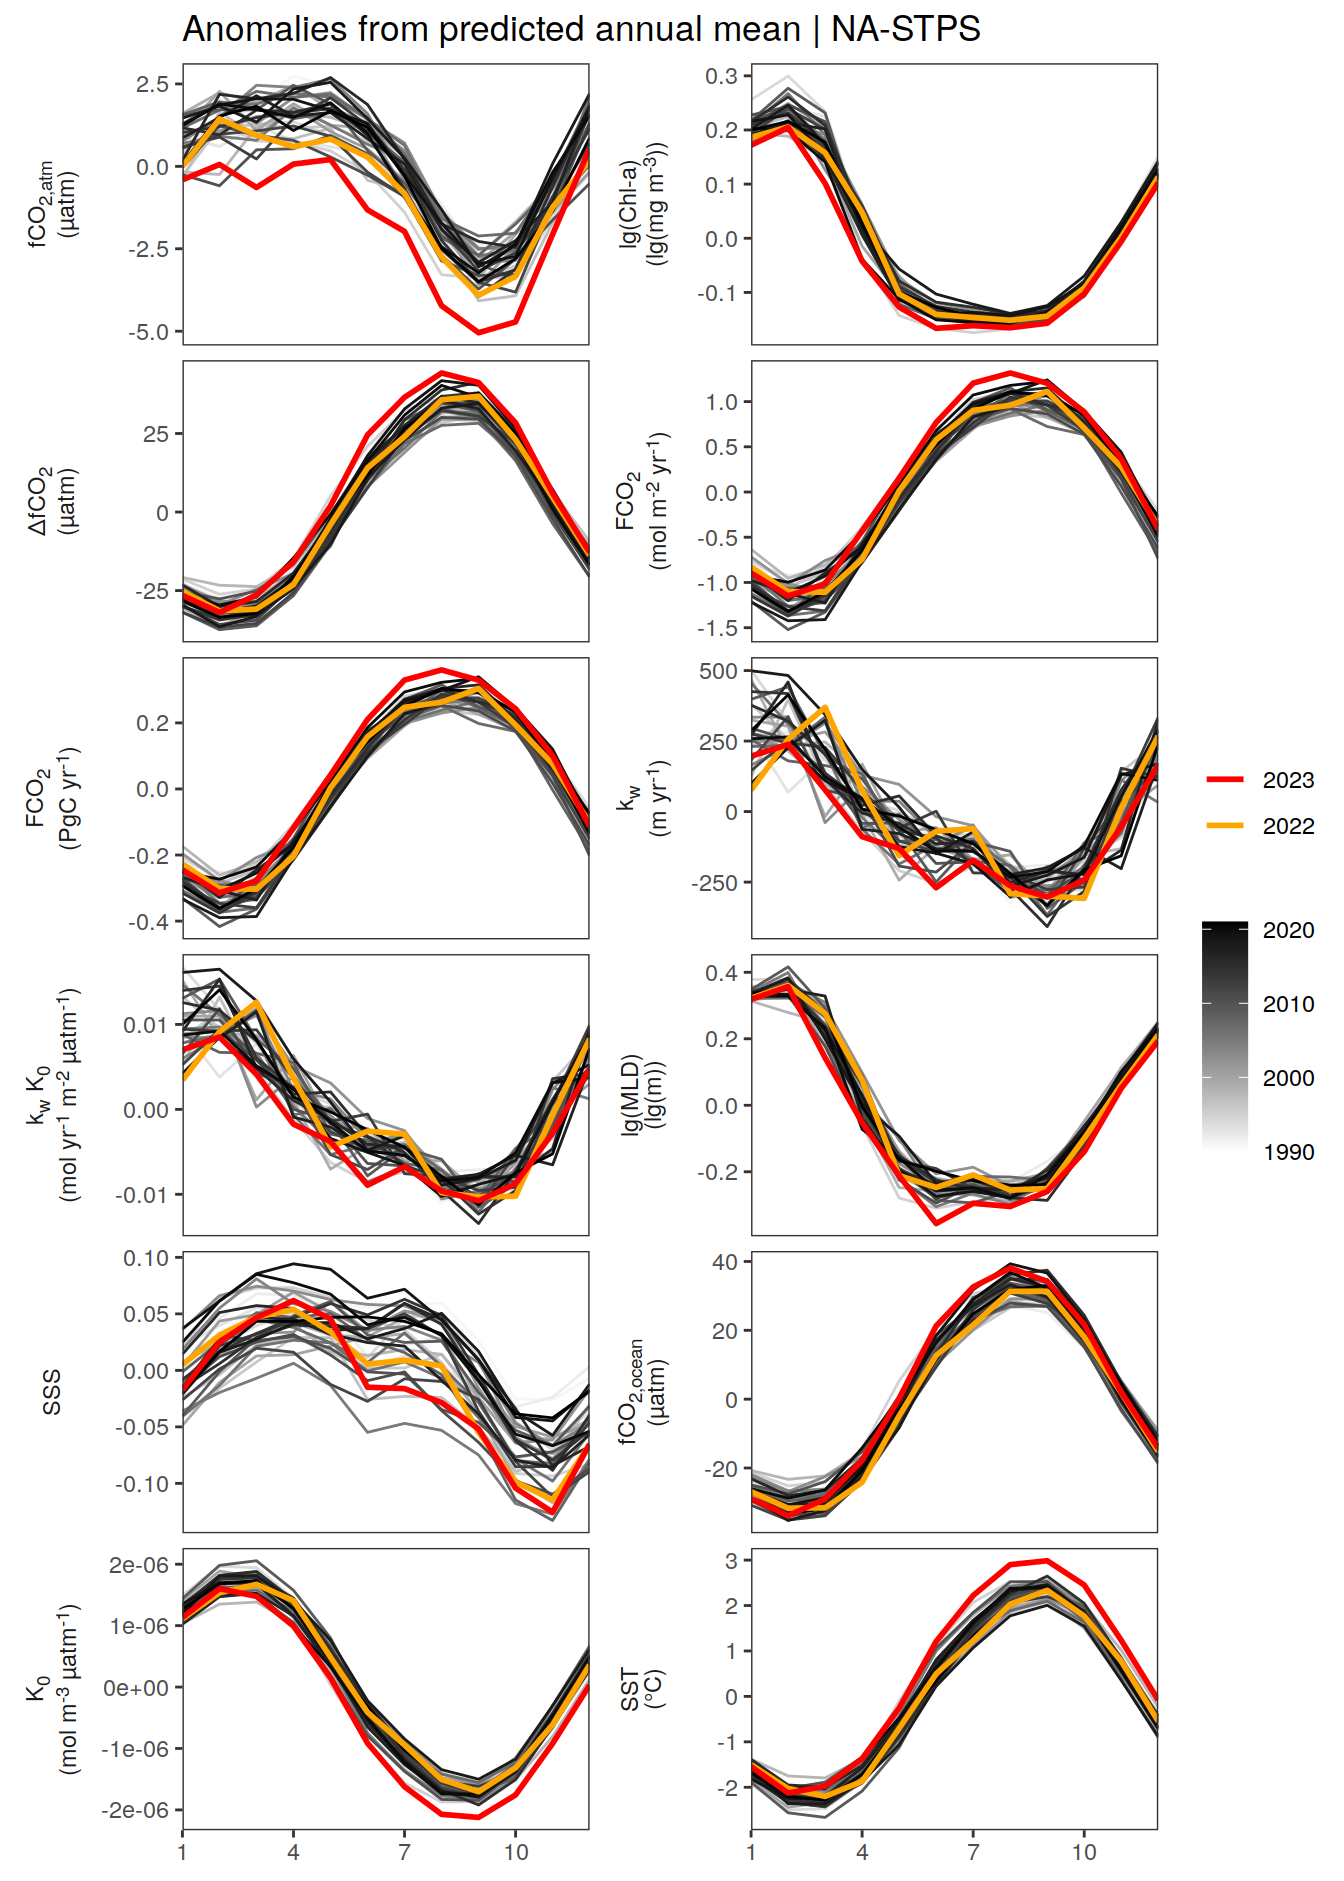 Anomalies from predicted annual mean | NA-STPS
fCO2,atm
(µatm)
2.5
0.0
-2.5
-5.0
lg(Chl-a)
(lg(mg m-3))
0.3
0.2
0.1
0.0
-0.1
ΔfCO2
(µatm)
25
0
-25
FCO2
(mol m-2 yr-1)
1.0
0.5
0.0
-0.5
-1.0
-1.5
FCO2
(PgC yr-1)
0.2
0.0
-0.2
-0.4
kw
(m yr-1)
500
250
0
-250
kw K0
(mol yr-1 m-2 µatm-1)
0.01
0.00
-0.01
lg(MLD)
(lg(m))
0.4
0.2
0.0
-0.2
SSS
0.10
0.05
0.00
-0.05
-0.10
fCO2,ocean
(µatm)
40
20
0
-20
K0
(mol m-3 µatm-1)
2e-06
1e-06
0e+00
-1e-06
-2e-06
1 4 7 10
SST
(°C)
3
2
1
0
-1
-2
1 4 7 10
2023
2022
2020
2010
2000
1990